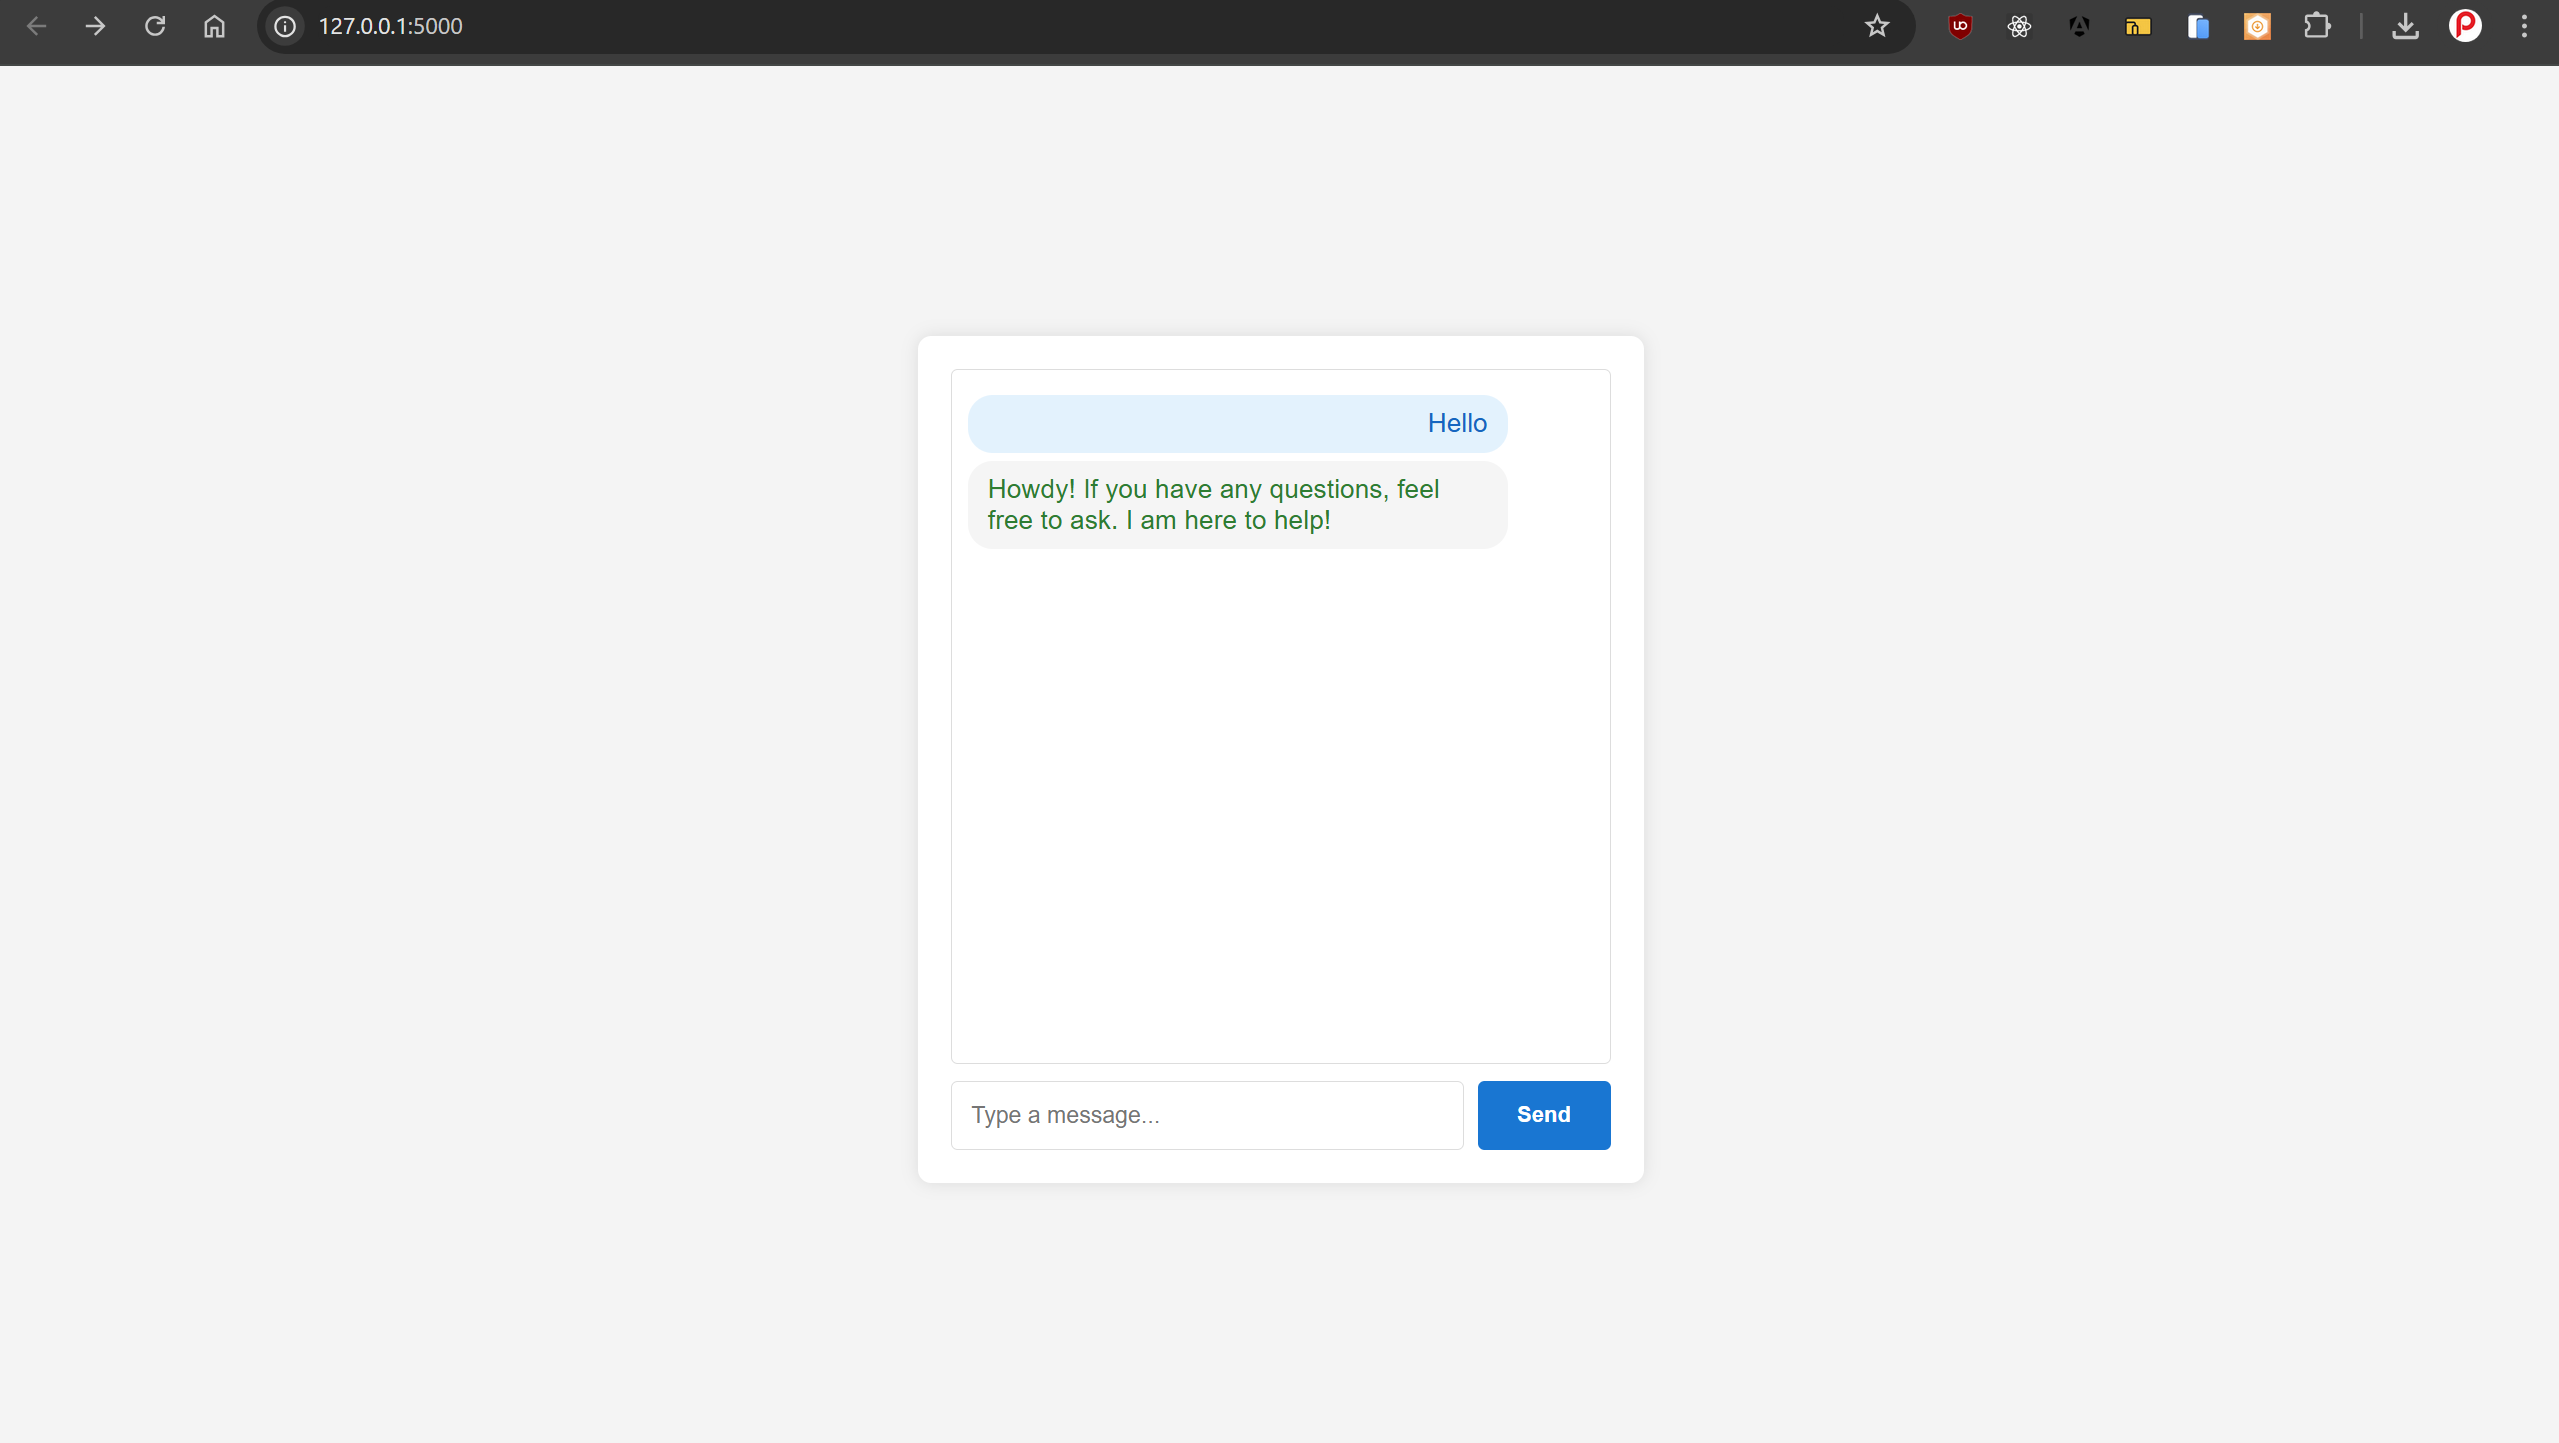 127.0.0.1:5000
Hello
Howdy! If you have any questions, feel
free to ask. I am here to help!
Type a message...
Send